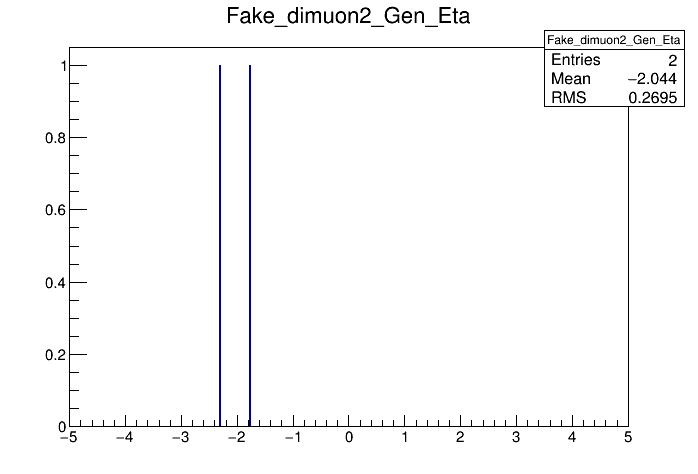 Fake_dimuon2_Gen_Eta
Fake_dimuon2_Gen_Eta
Entries 2
Mean −2.044
RMS 0.2695
1
0.8
0.6
0.4
0.2
0
−5 −4 −3 −2 −1 0 1 2 3 4 5